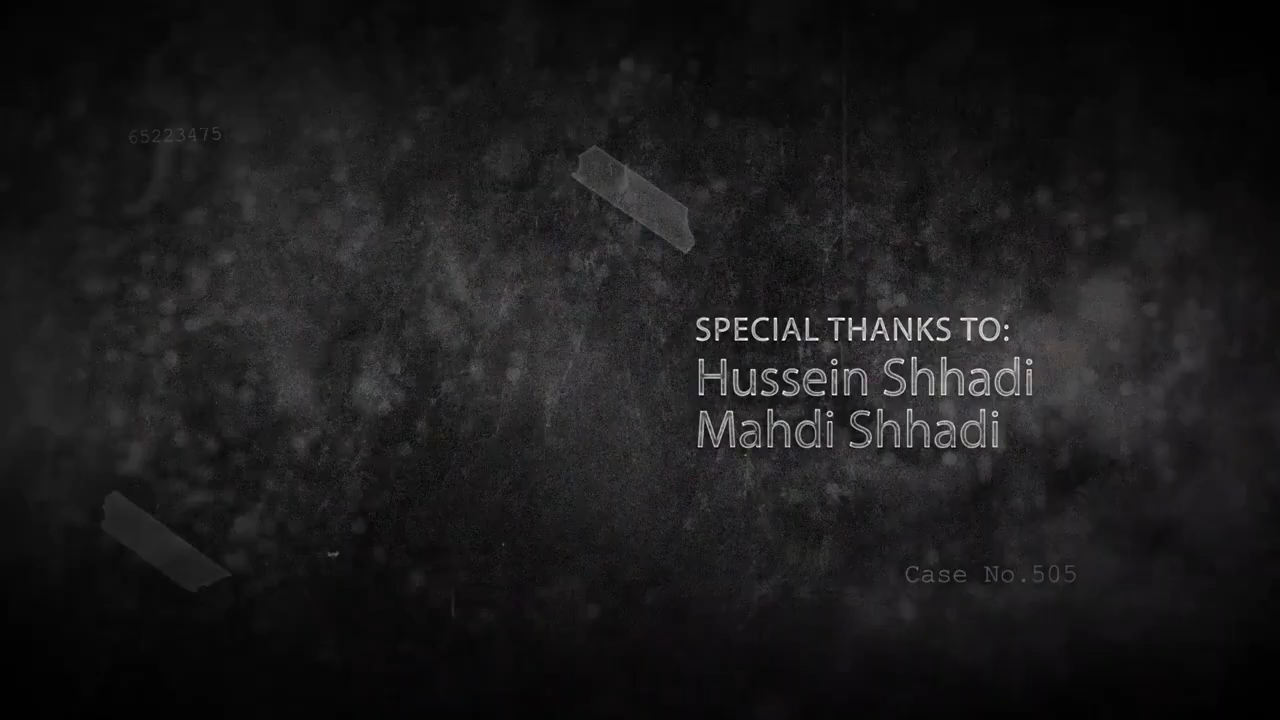 65223475
SPECIAL THANKS TO:
Hussein Shhadi
Mahdi Shhadi
Case No.505